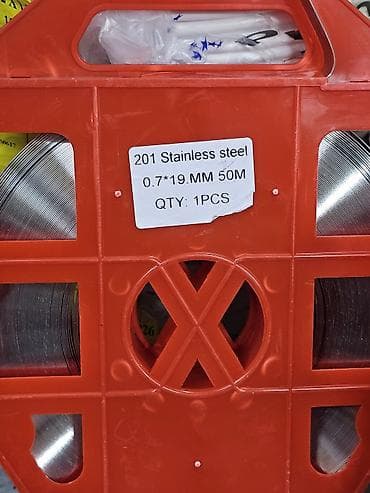 201 Stainless steel
0.7*19.MM 50M
QTY: 1PCS